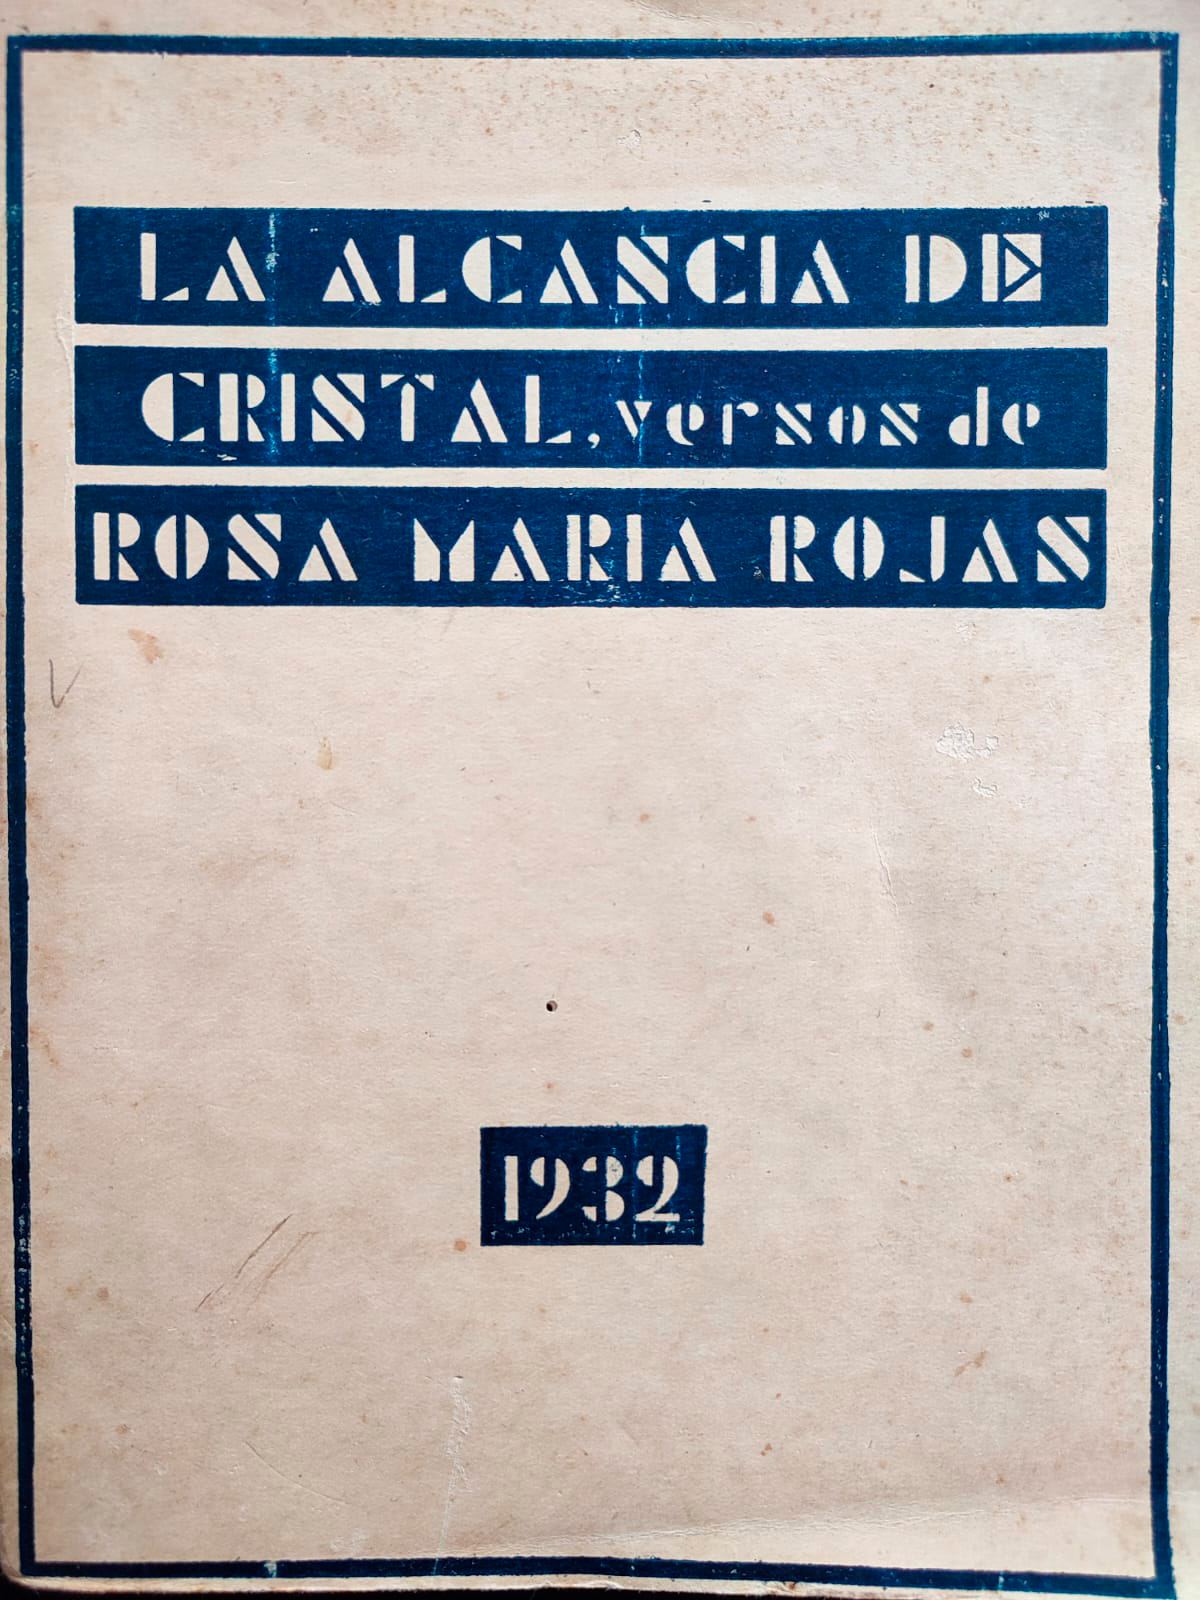 LA ALCANCIA DE
CRISTAL, versos de
ROSA MARIA ROJAS
1932